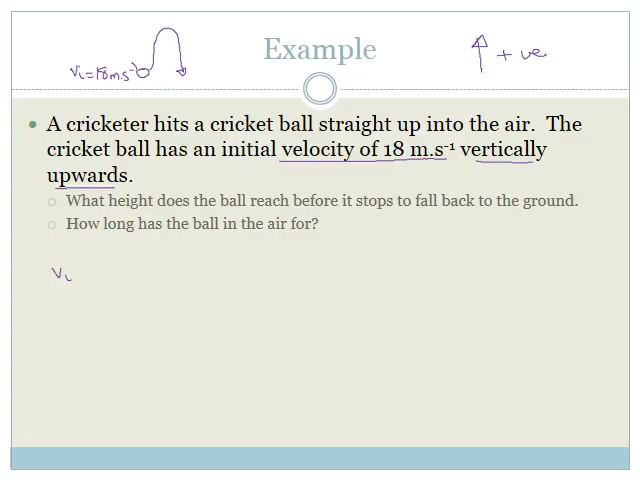 vᵢ=18m.s⁻¹
Example
+ ve
A cricketer hits a cricket ball straight up into the air. The
cricket ball has an initial velocity of 18 m.s⁻¹ vertically
upwards.
What height does the ball reach before it stops to fall back to the ground.
How long has the ball in the air for?
vᵢ